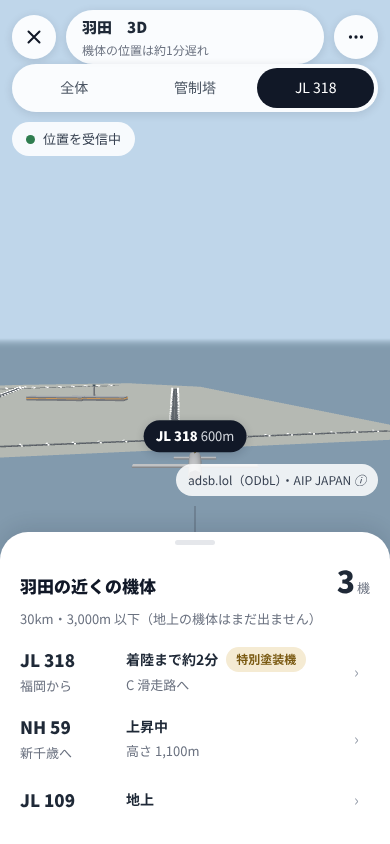 羽田 3D
機体の位置は約1分遅れ
全体
管制塔
JL 318
位置を受信中
JL 318 600m
adsb.lol（ODbL）・AIP JAPAN ⓘ
羽田の近くの機体
3機
30km・3,000m 以下（地上の機体はまだ出ません）
JL 318
着陸まで約2分
特別塗装機
福岡から
C 滑走路へ
NH 59
上昇中
新千歳へ
高さ 1,100m
JL 109
地上